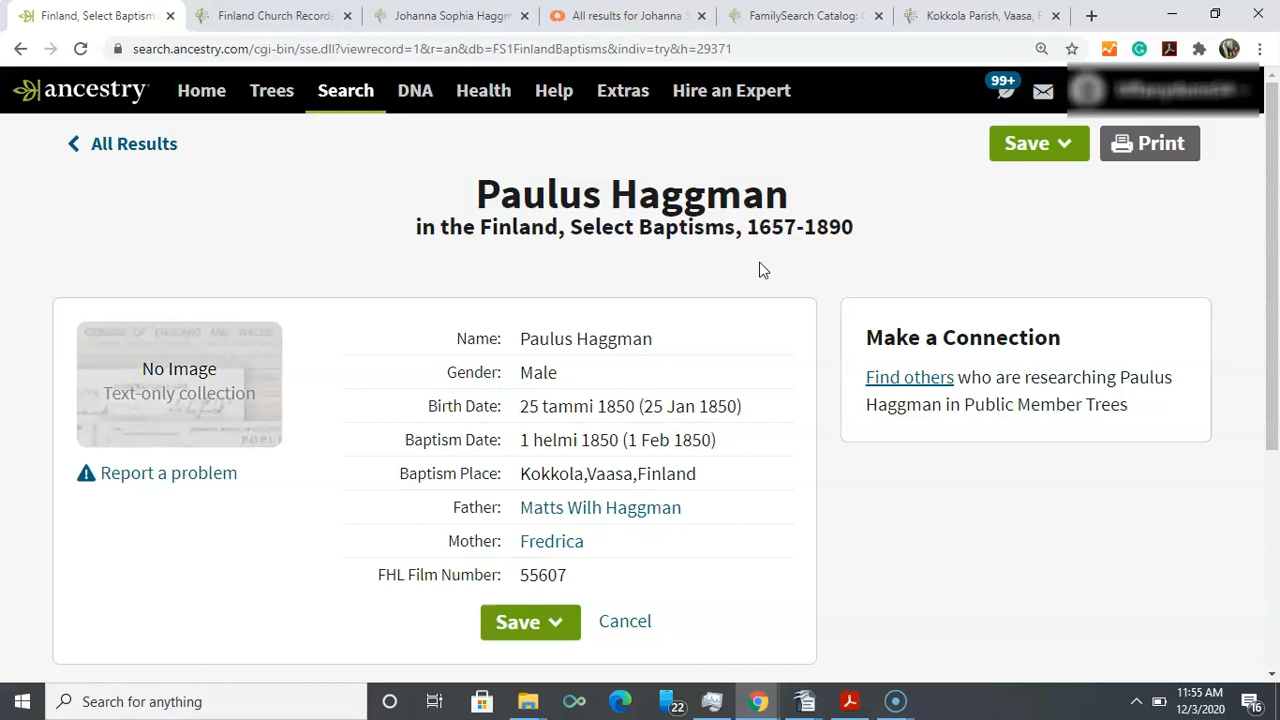 Finland, Select Baptism
Finland Church Record
Johanna Sophia Haggm
All results for Johanna S
FamilySearch Catalog: C
Kokkola Parish, Vaasa, F
search.ancestry.com/cgi-bin/sse.dll?viewrecord=1&r=an&db=FS1FinlandBaptisms&indiv=try&h=29371
ancestry
Home Trees Search DNA Health Help Extras Hire an Expert
99+
All Results
Save
Print
Paulus Haggman
in the Finland, Select Baptisms, 1657-1890
No Image
Text-only collection
Report a problem
Name: Paulus Haggman
Gender: Male
Birth Date: 25 tammi 1850 (25 Jan 1850)
Baptism Date: 1 helmi 1850 (1 Feb 1850)
Baptism Place: Kokkola,Vaasa,Finland
Father: Matts Wilh Haggman
Mother: Fredrica
FHL Film Number: 55607
Save Cancel
Make a Connection
Find others who are researching Paulus
Haggman in Public Member Trees
Search for anything
22
11:55 AM
12/3/2020
16